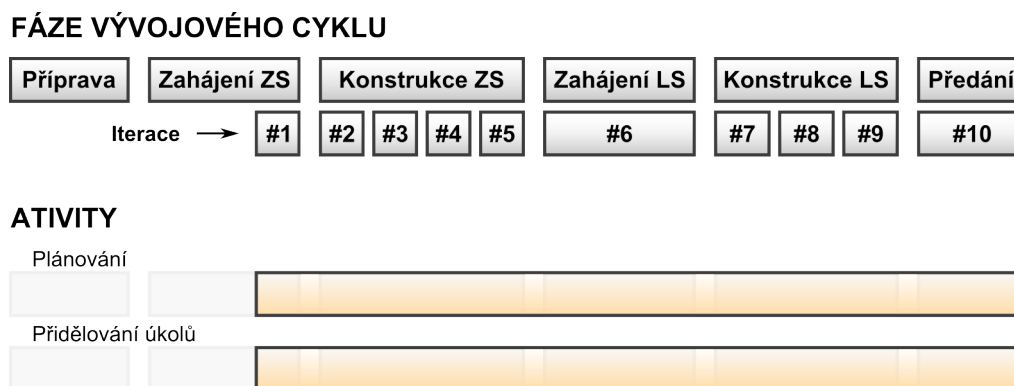 FÁZE VÝVOJOVÉHO CYKLU
Příprava Zahájení ZS Konstrukce ZS Zahájení LS Konstrukce LS Předání
Iterace #1 #2 #3 #4 #5 #6 #7 #8 #9 #10
ATIVITY
Plánování
Přidělování úkolů